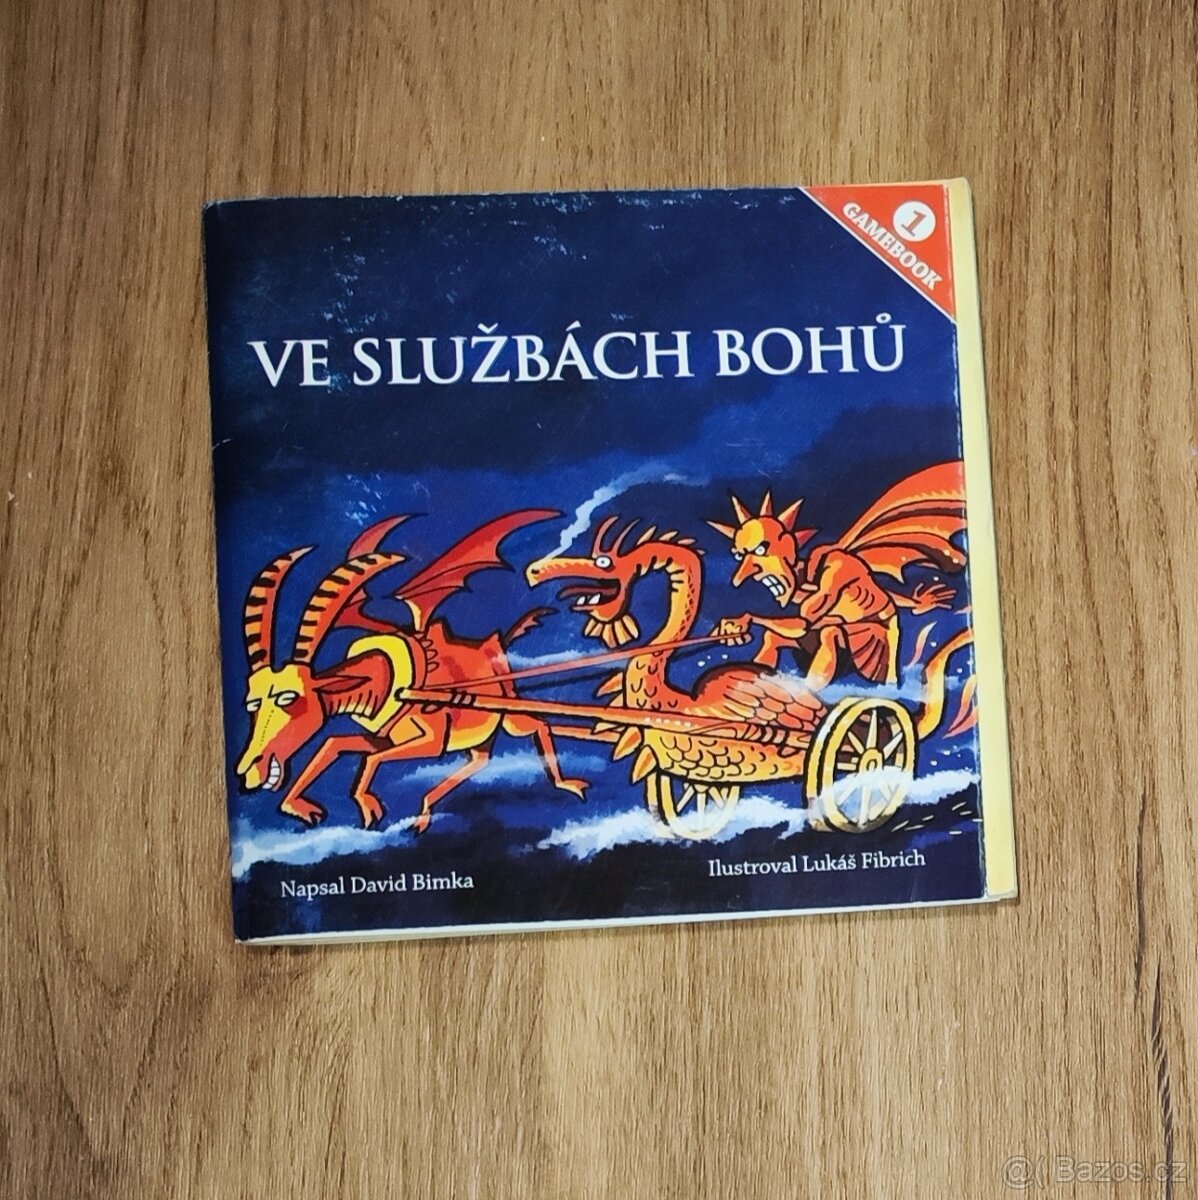 1
GAMEBOOK
VE SLUŽBÁCH BOHŮ
Napsal David Bimka
Ilustroval Lukáš Fibrich
@( Bazos.cz